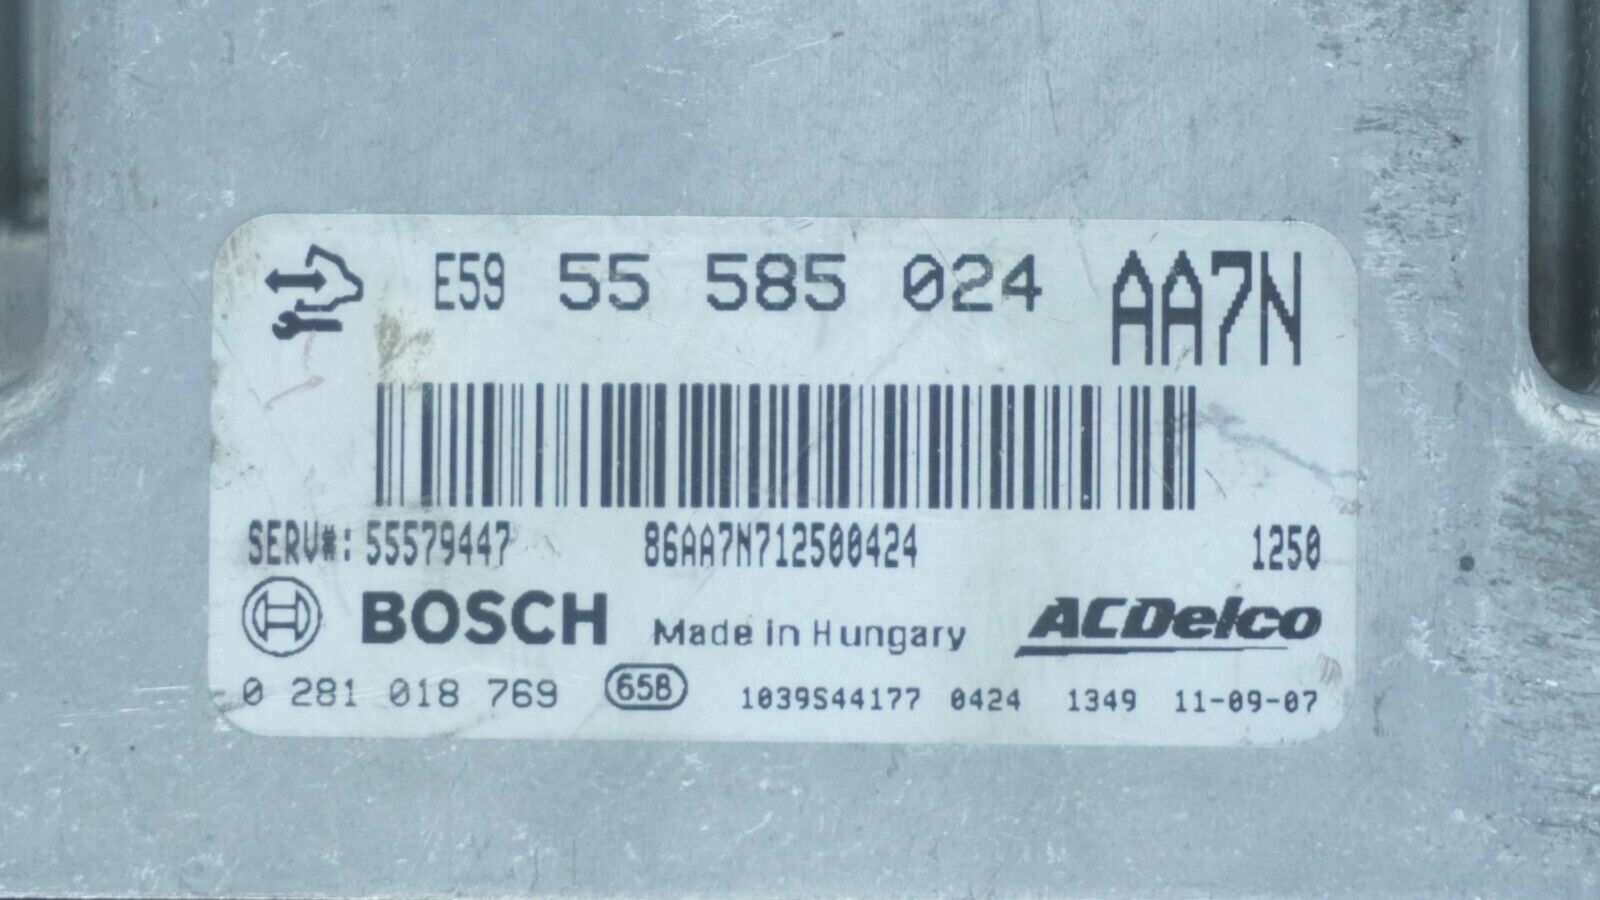 E59 55 585 024 AA7N
SERV#: 55579447 86AA7N712500424 1250
BOSCH Made in Hungary ACDelco
0 281 018 769 65B 1039S44177 0424 1349 11-09-07